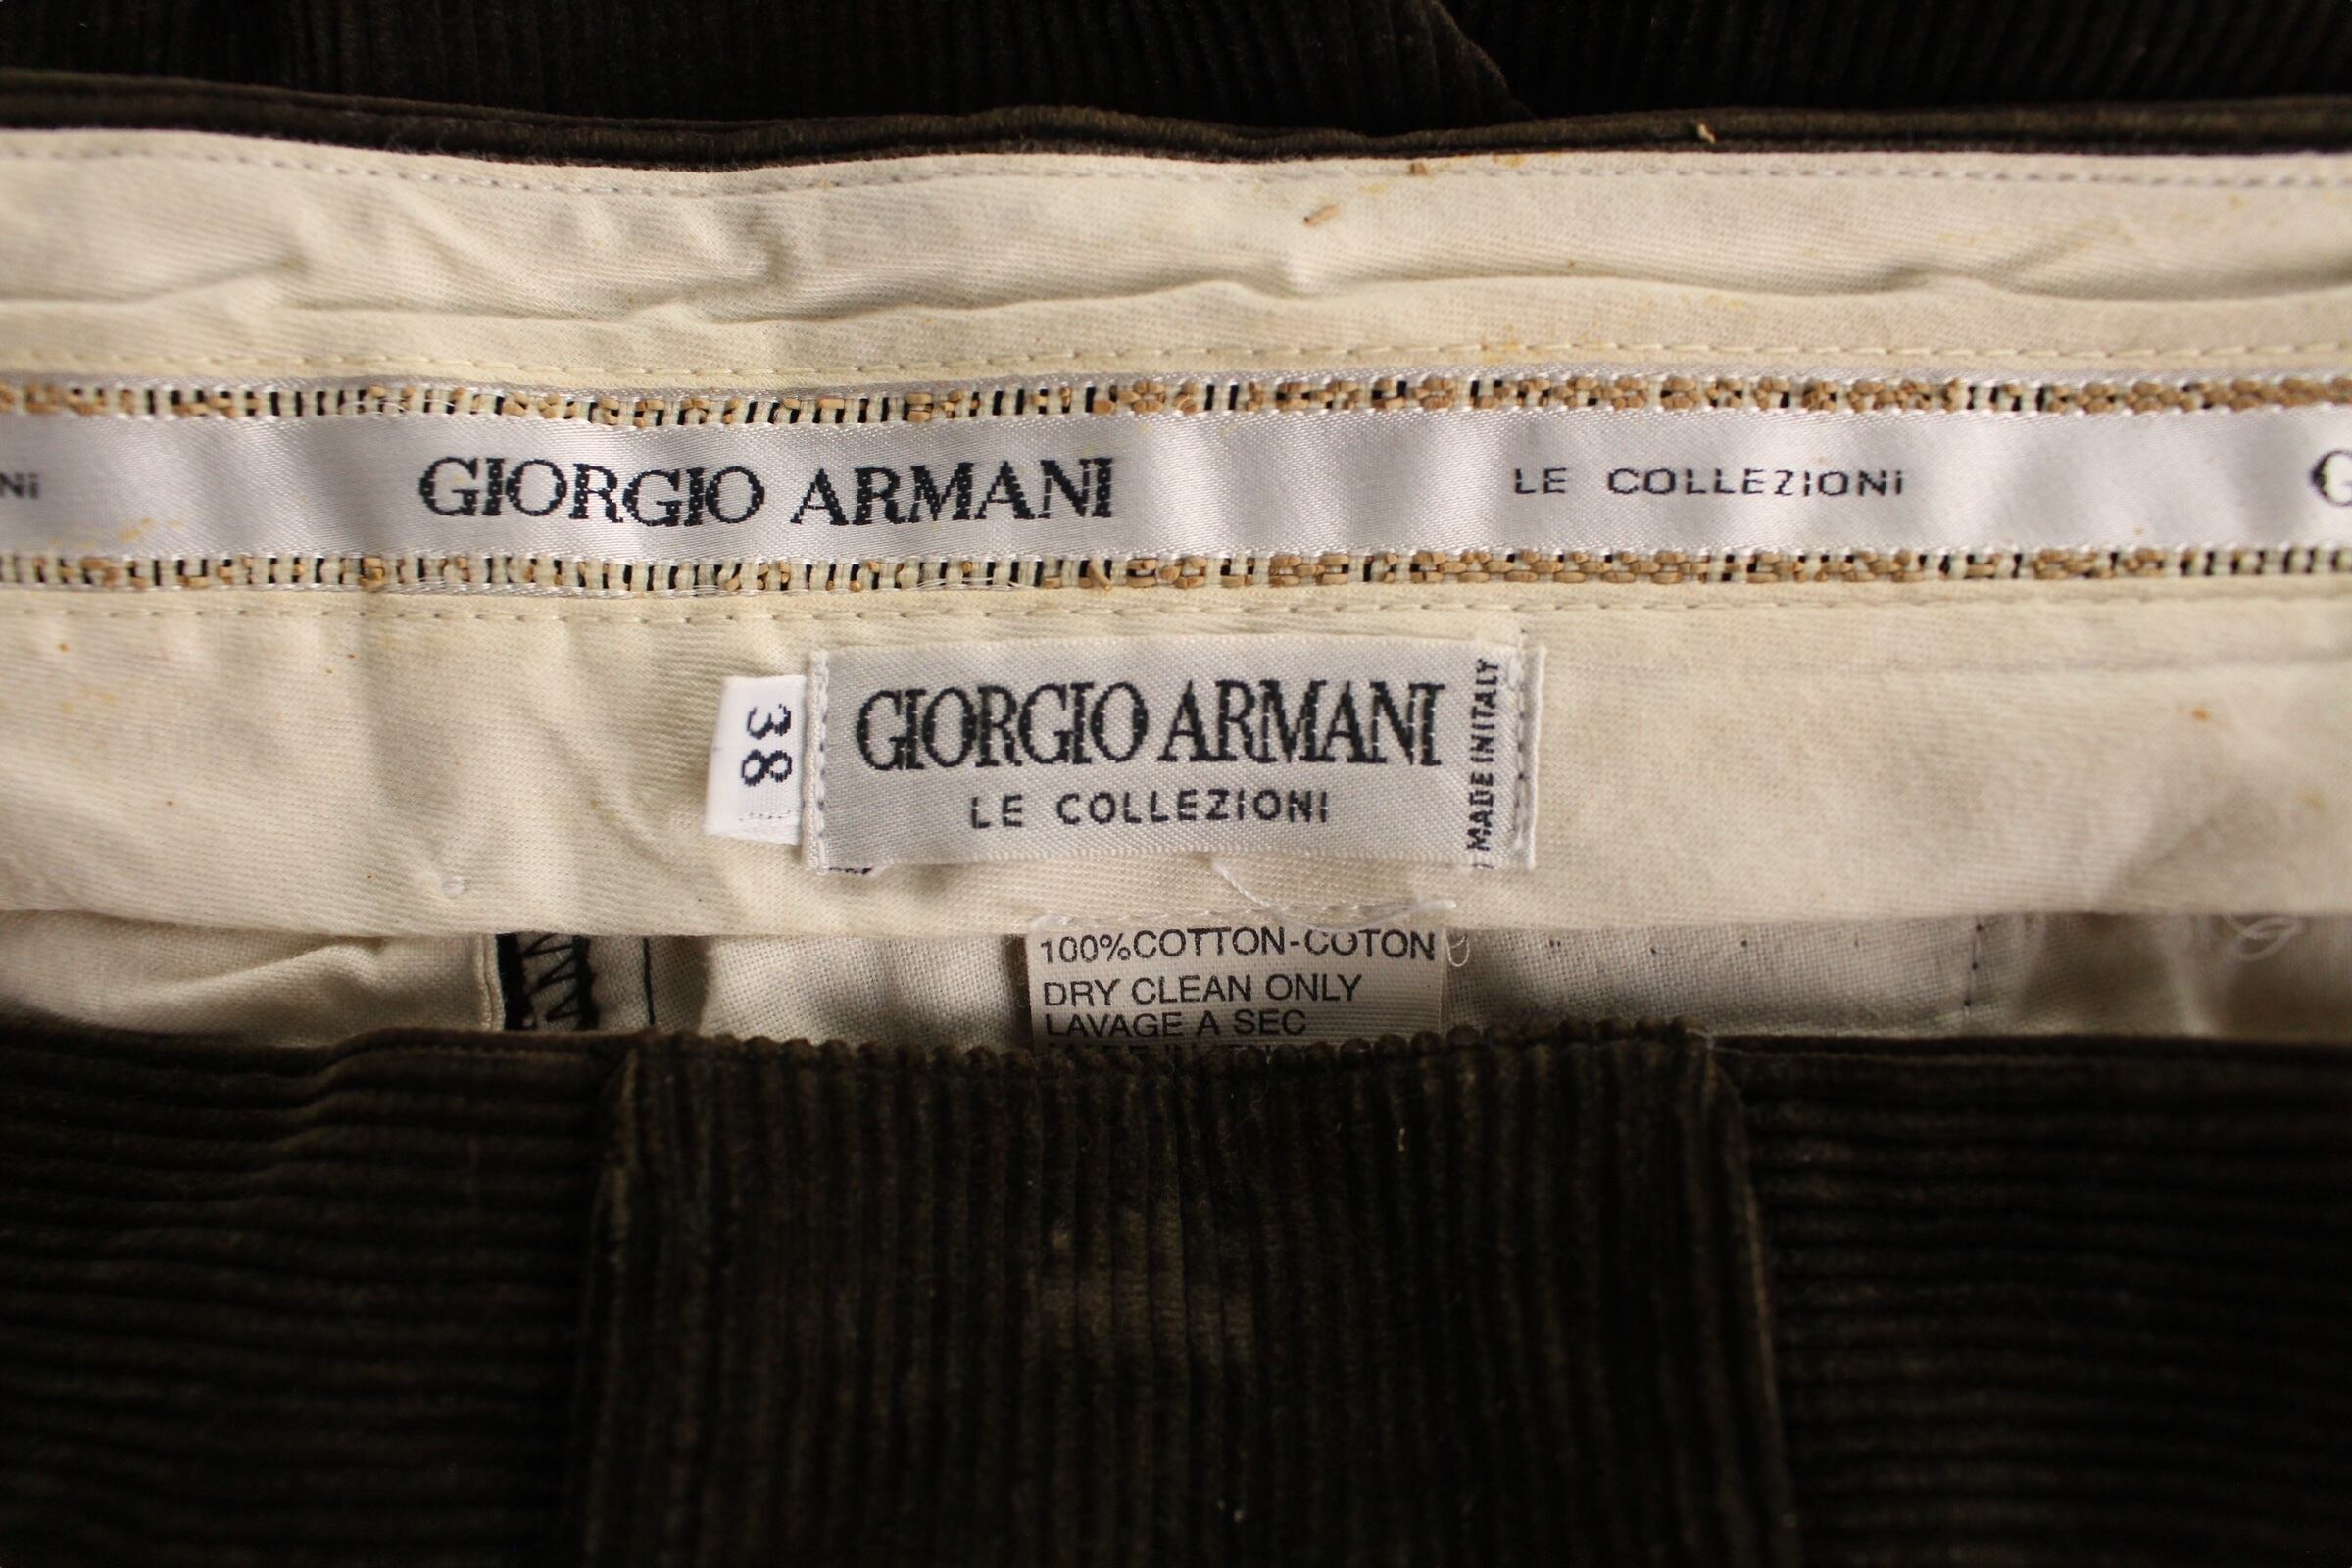 Ni
GIORGIO ARMANI
LE COLLEZIONI
G
38
GIORGIO ARMANI
LE COLLEZIONI
MADE IN ITALY
100%COTTON-COTON
DRY CLEAN ONLY
LAVAGE A SEC